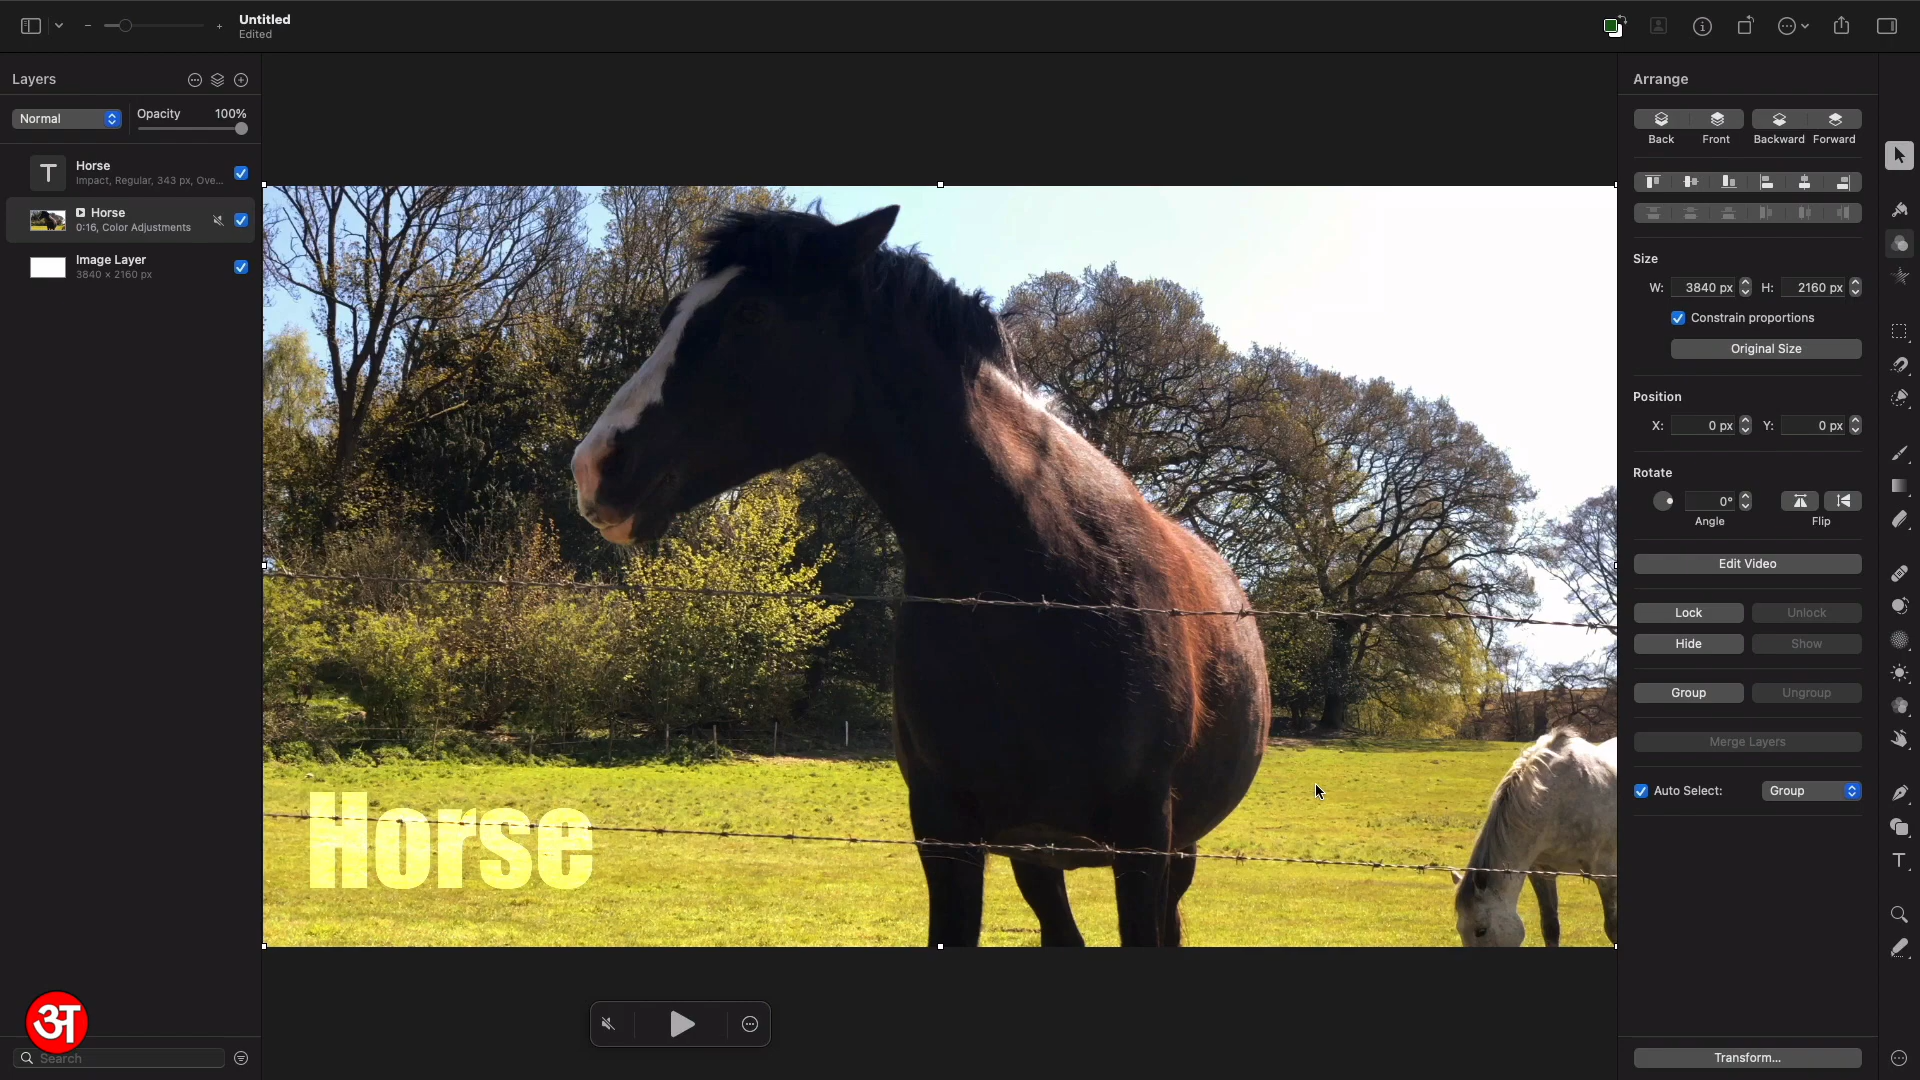 Untitled
Edited
Layers
Normal
Opacity 100%
Horse
Impact, Regular, 343 px, Ove...
Horse
0:16, Color Adjustments
Image Layer
3840 × 2160 px
Horse
अ
Search
Arrange
Back Front Backward Forward
Size
W: 3840 px H: 2160 px
Constrain proportions
Original Size
Position
X: 0 px Y: 0 px
Rotate
0°
Angle Flip
Edit Video
Lock Unlock
Hide Show
Group Ungroup
Merge Layers
Auto Select: Group
Transform...